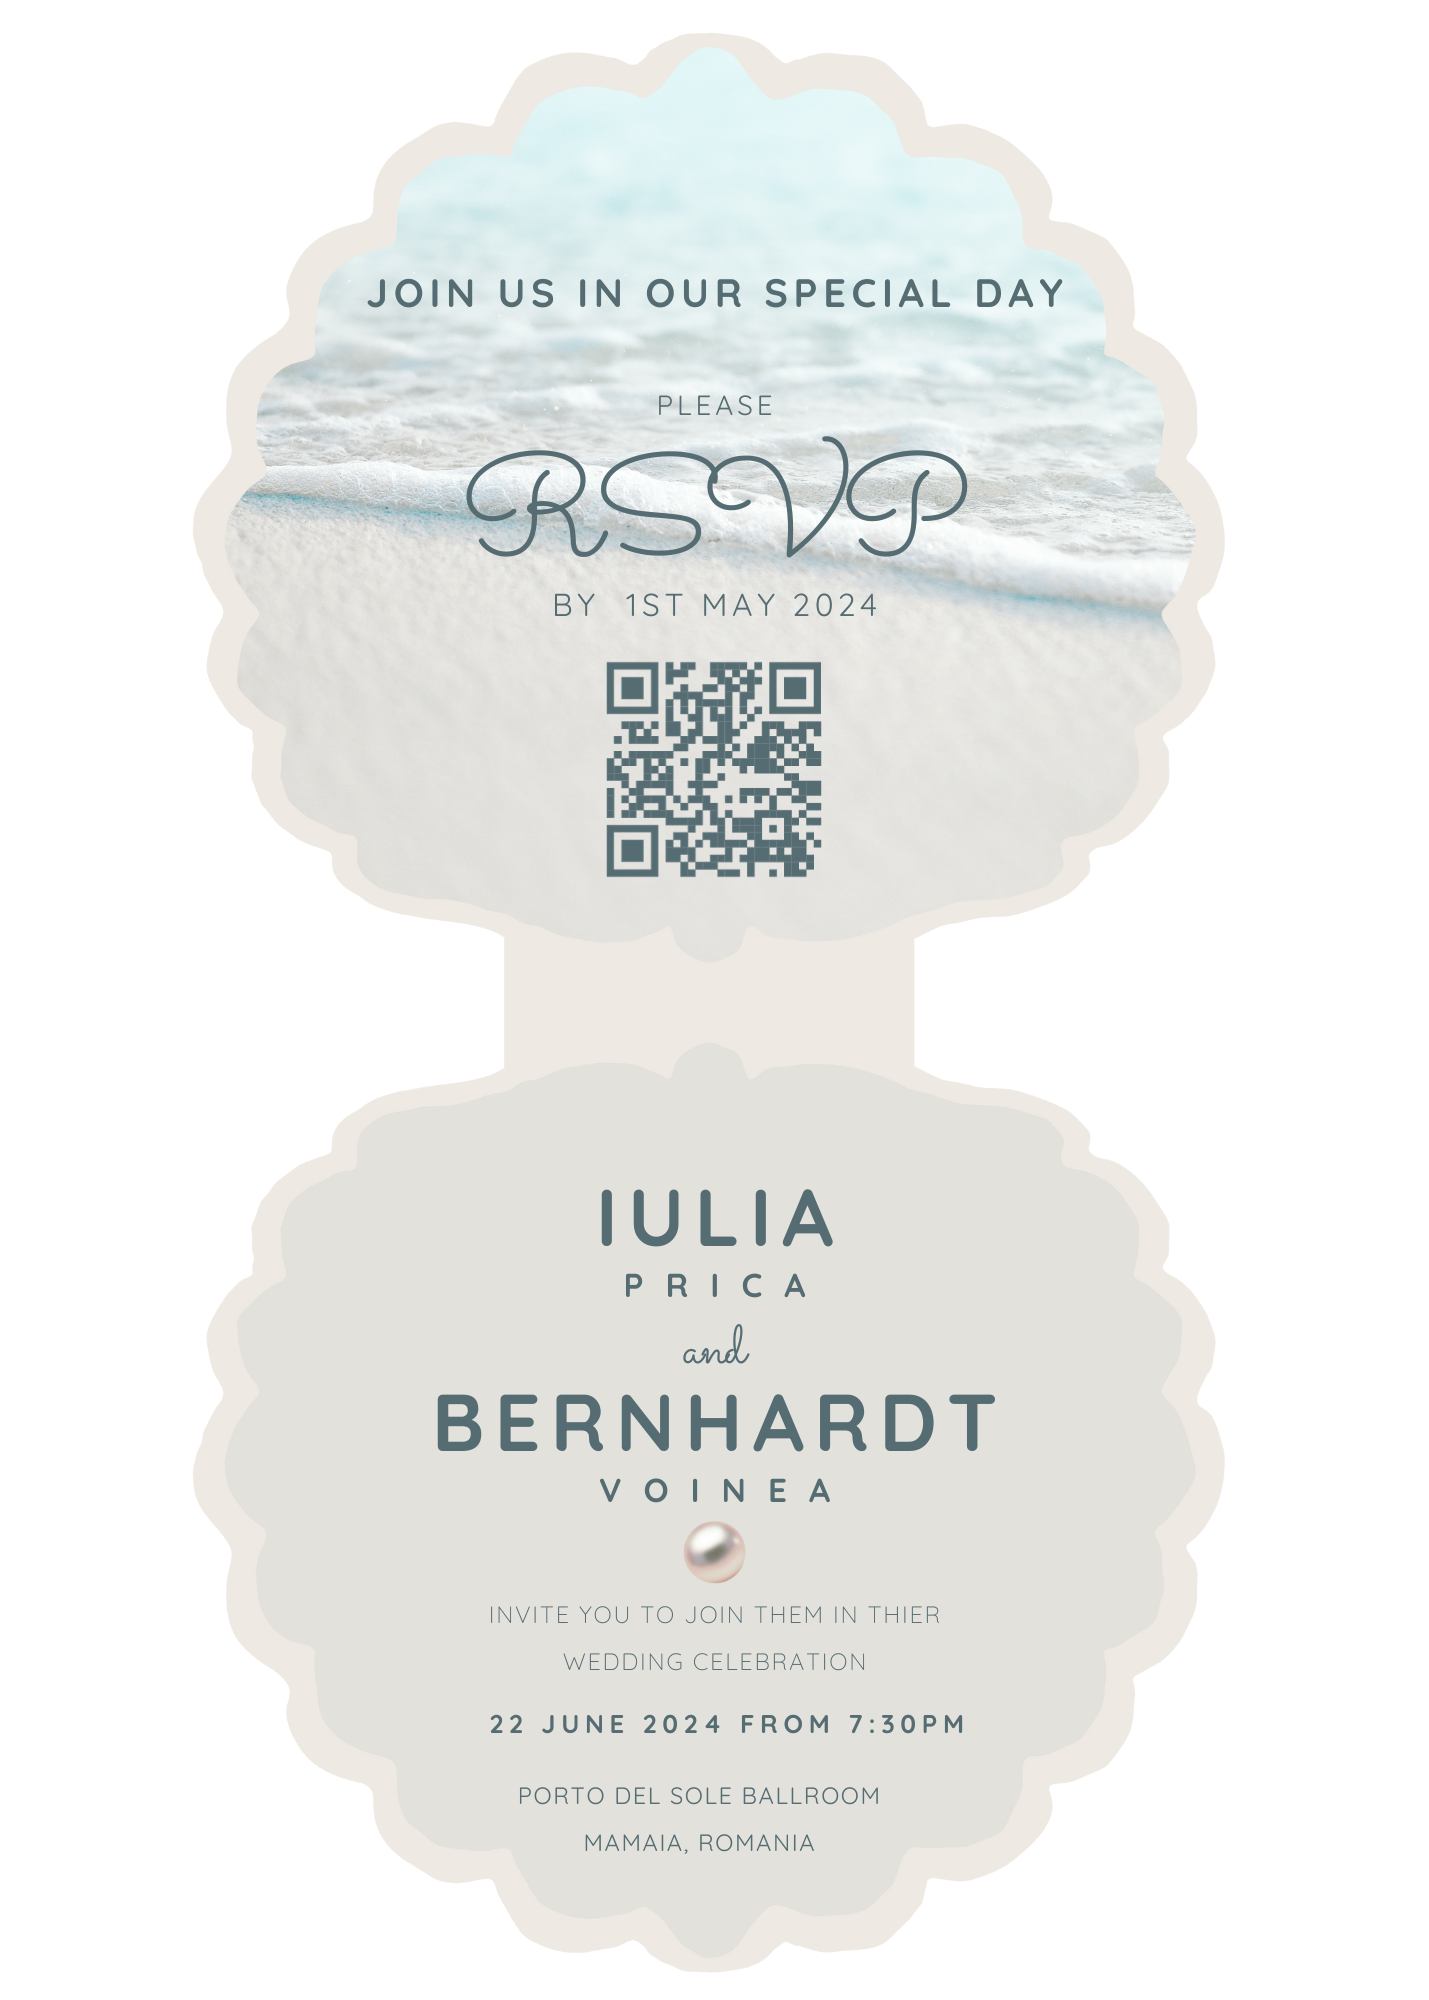 JOIN US IN OUR SPECIAL DAY
PLEASE
RSVP
BY 1ST MAY 2024
IULIA
PRICA
and
BERNHARDT
VOINEA
INVITE YOU TO JOIN THEM IN THIER
WEDDING CELEBRATION
22 JUNE 2024 FROM 7:30PM
PORTO DEL SOLE BALLROOM
MAMAIA, ROMANIA